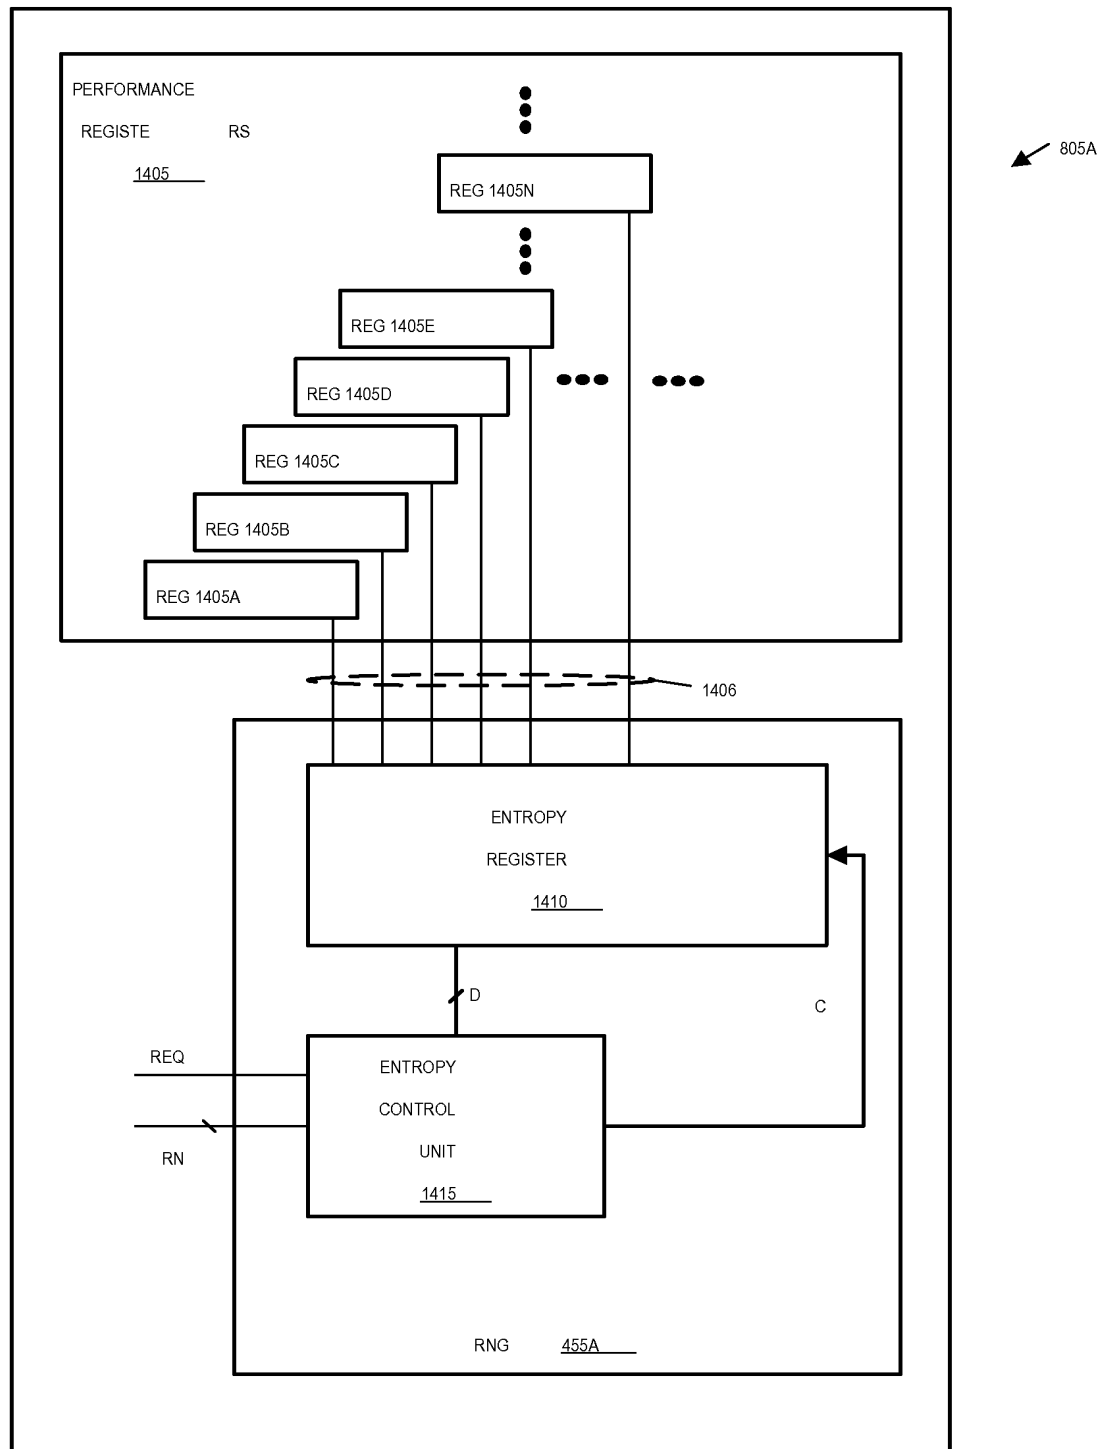 PERFORMANCE
REGISTE RS
1405
805A
REG 1405N
REG 1405E
REG 1405D
REG 1405C
REG 1405B
REG 1405A
1406
ENTROPY
REGISTER
1410
D
C
REQ
RN
ENTROPY
CONTROL
UNIT
1415
RNG 455A